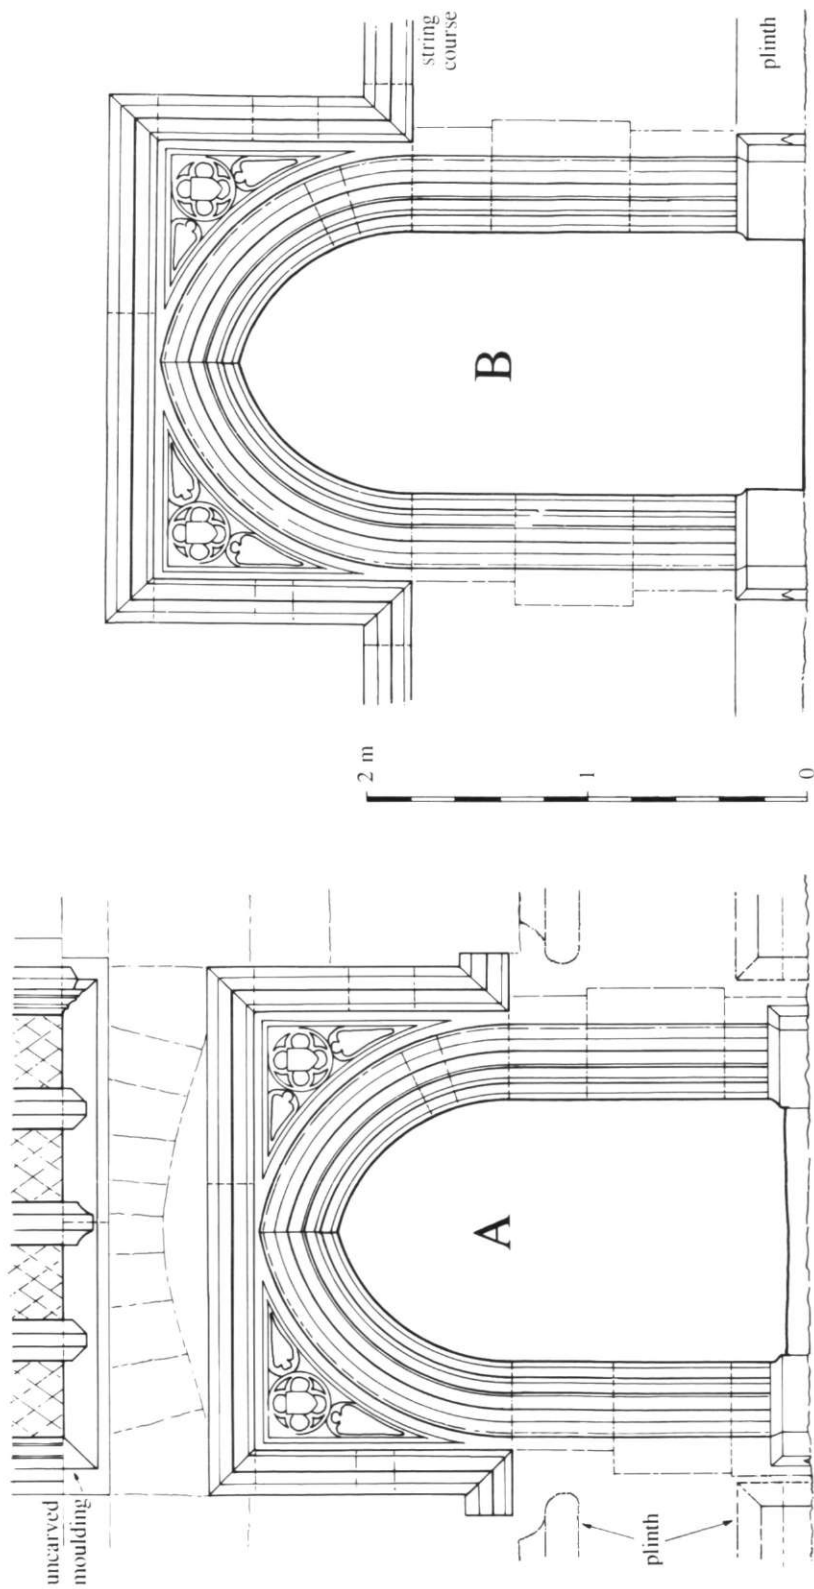 uncarved
moulding
plinth
A
2 m
1
0
B
string
course
plinth